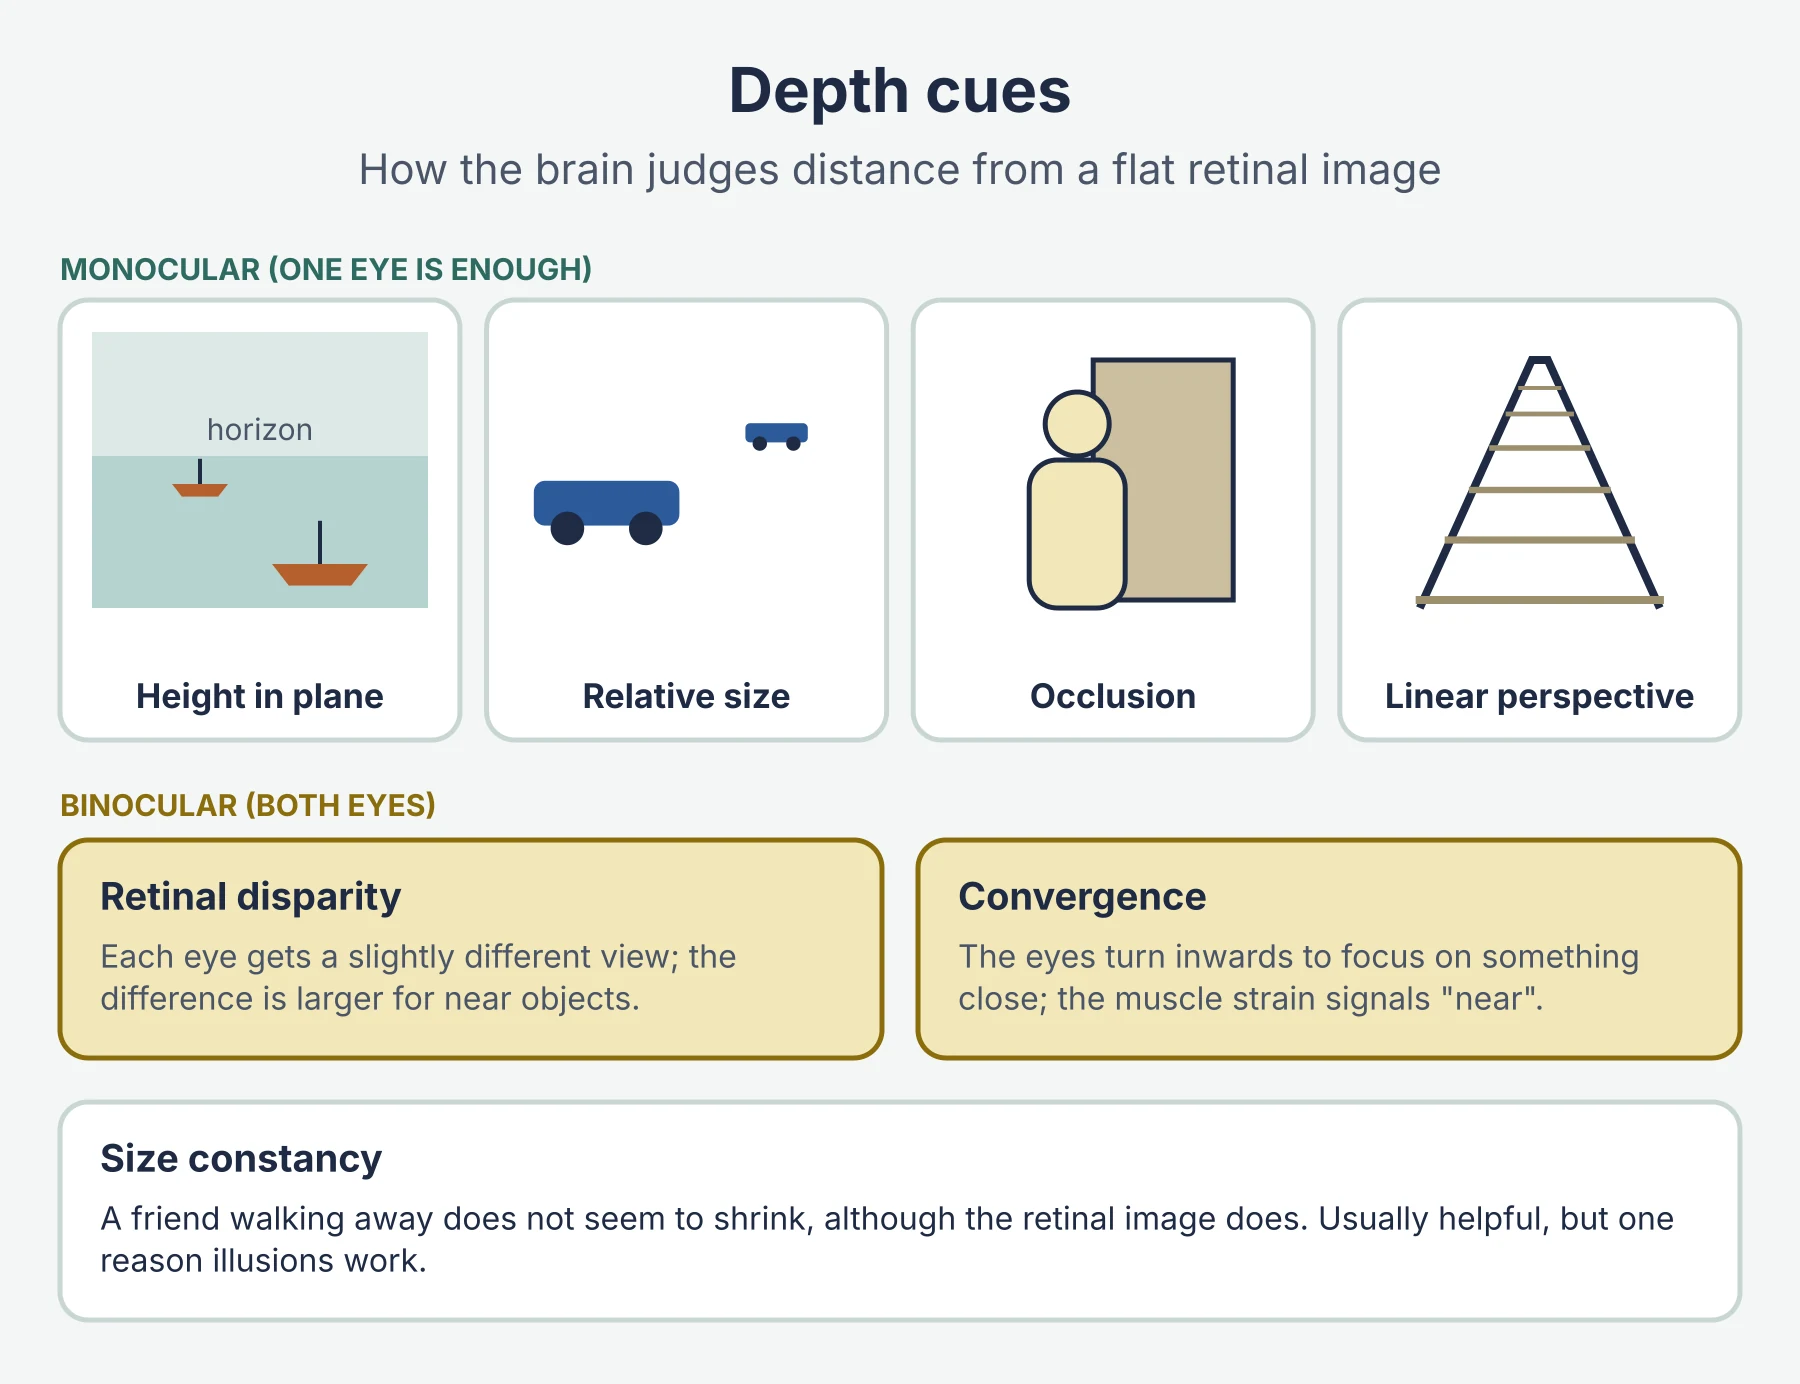 Depth cues
How the brain judges distance from a flat retinal image
MONOCULAR (ONE EYE IS ENOUGH)
horizon
Height in plane
Relative size
Occlusion
Linear perspective
BINOCULAR (BOTH EYES)
Retinal disparity
Each eye gets a slightly different view; the
difference is larger for near objects.
Convergence
The eyes turn inwards to focus on something
close; the muscle strain signals "near".
Size constancy
A friend walking away does not seem to shrink, although the retinal image does. Usually helpful, but one
reason illusions work.